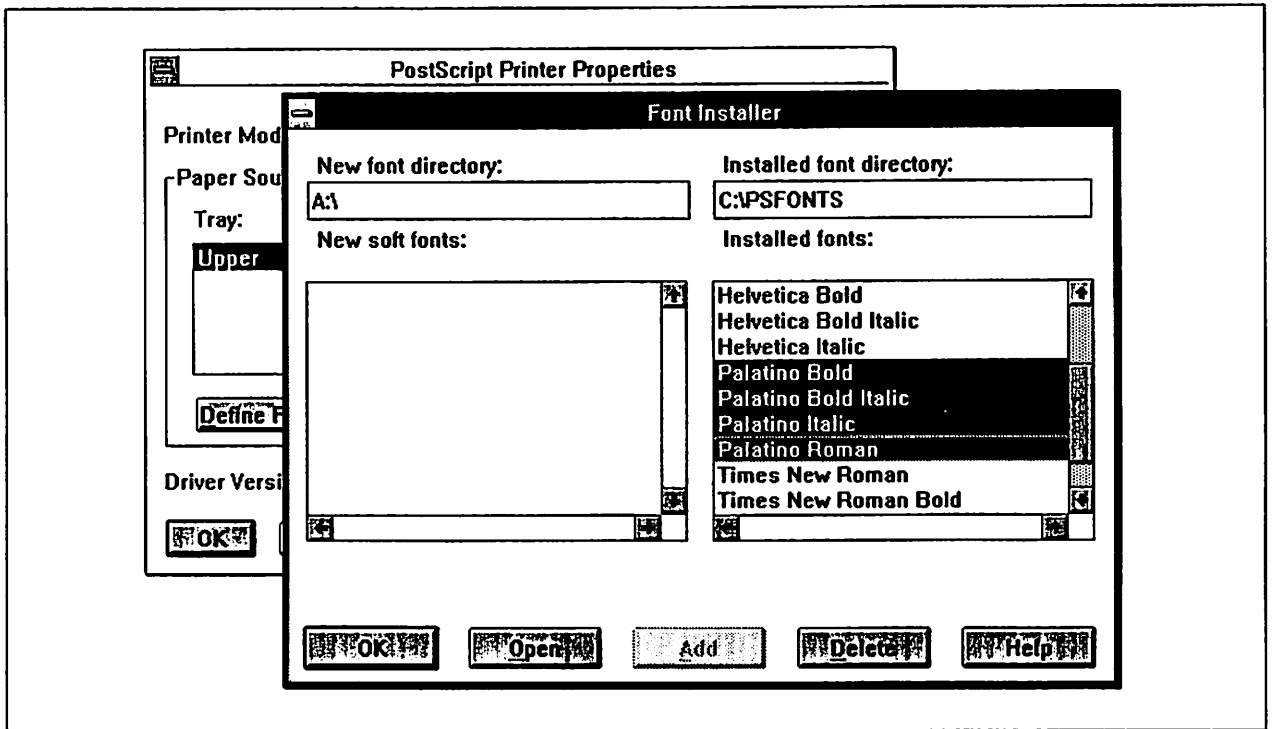 PostScript Printer Properties
Font Installer
Printer Mod
Paper Sou
Tray:
Upper
Define F
Driver Versi
OK
New font directory:
A:\
New soft fonts:
Installed font directory:
C:\PSFONTS
Installed fonts:
Helvetica Bold
Helvetica Bold Italic
Helvetica Italic
Palatino Bold
Palatino Bold Italic
Palatino Italic
Palatino Roman
Times New Roman
Times New Roman Bold
OK
Open
Add
Delete
Help